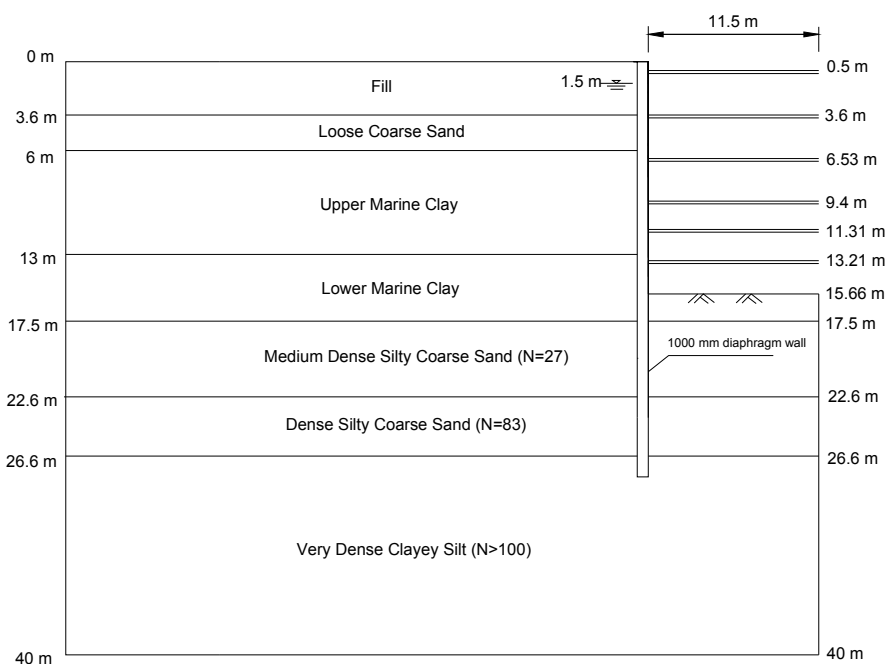 11.5 m
0 m
0.5 m
Fill
1.5 m
3.6 m
3.6 m
Loose Coarse Sand
6 m
6.53 m
Upper Marine Clay
9.4 m
11.31 m
13 m
13.21 m
Lower Marine Clay
15.66 m
17.5 m
17.5 m
Medium Dense Silty Coarse Sand (N=27)
1000 mm diaphragm wall
22.6 m
22.6 m
Dense Silty Coarse Sand (N=83)
26.6 m
26.6 m
Very Dense Clayey Silt (N>100)
40 m
40 m